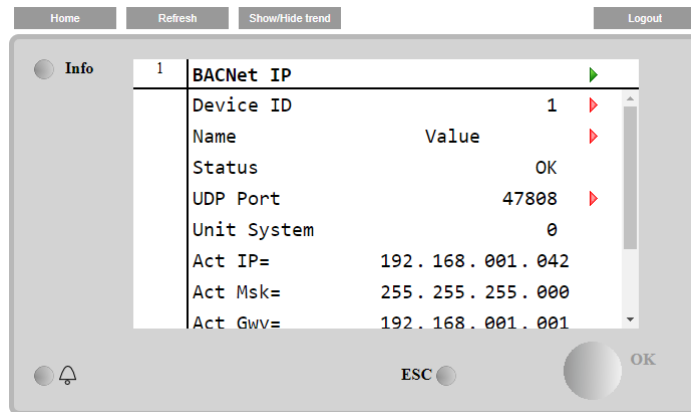 Home Refresh Show/Hide trend Logout
Info
1 BACNet IP
Device ID 1
Name Value
Status OK
UDP Port 47808
Unit System 0
Act IP= 192.168.001.042
Act Msk= 255.255.255.000
Act Gwy= 192.168.001.001
ESC OK